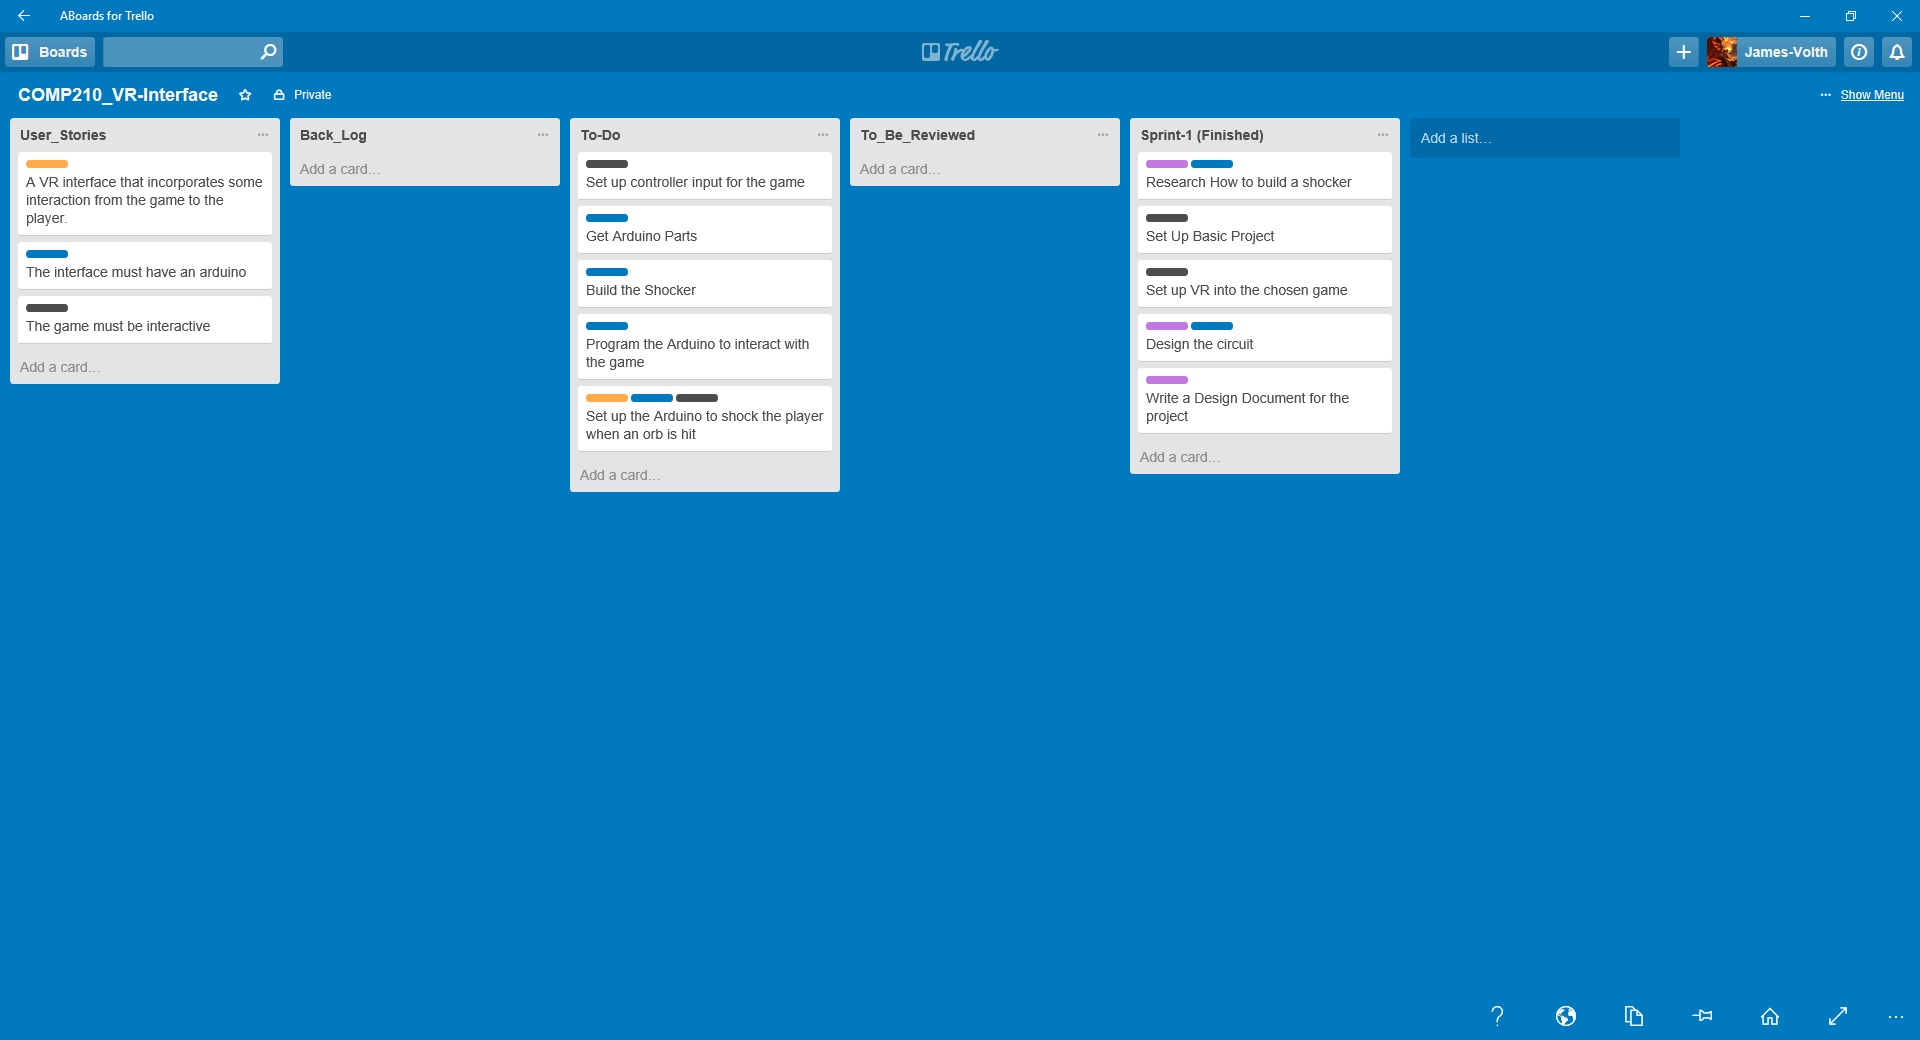 ABoards for Trello
Boards
Trello
James-Volth
COMP210_VR-Interface
Private
... Show Menu
User_Stories
A VR interface that incorporates some
interaction from the game to the
player.
The interface must have an arduino
The game must be interactive
Add a card...
Back_Log
Add a card...
To-Do
Set up controller input for the game
Get Arduino Parts
Build the Shocker
Program the Arduino to interact with
the game
Set up the Arduino to shock the player
when an orb is hit
Add a card...
To_Be_Reviewed
Add a card...
Sprint-1 (Finished)
Research How to build a shocker
Set Up Basic Project
Set up VR into the chosen game
Design the circuit
Write a Design Document for the
project
Add a card...
Add a list...